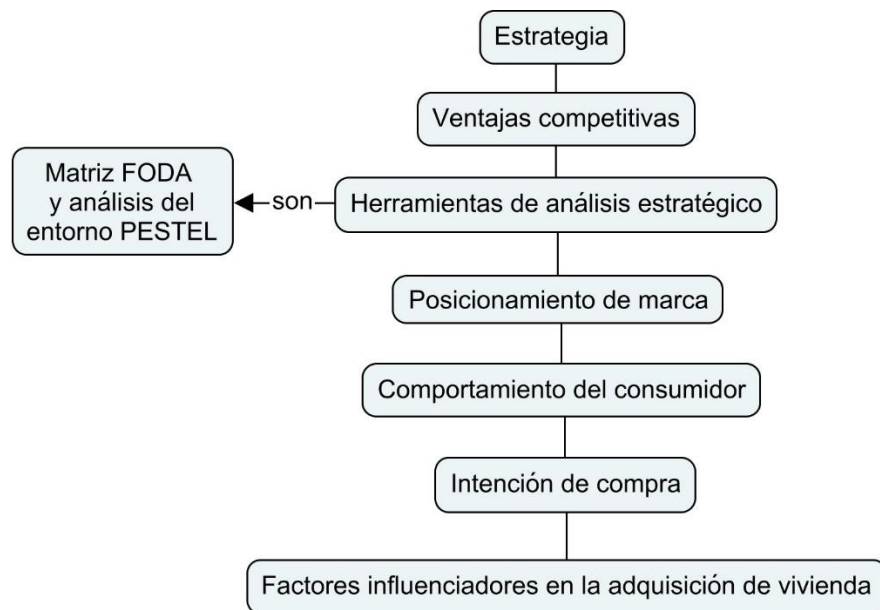 Estrategia
Ventajas competitivas
Matriz FODA
y análisis del
entorno PESTEL
son
Herramientas de análisis estratégico
Posicionamiento de marca
Comportamiento del consumidor
Intención de compra
Factores influenciadores en la adquisición de vivienda